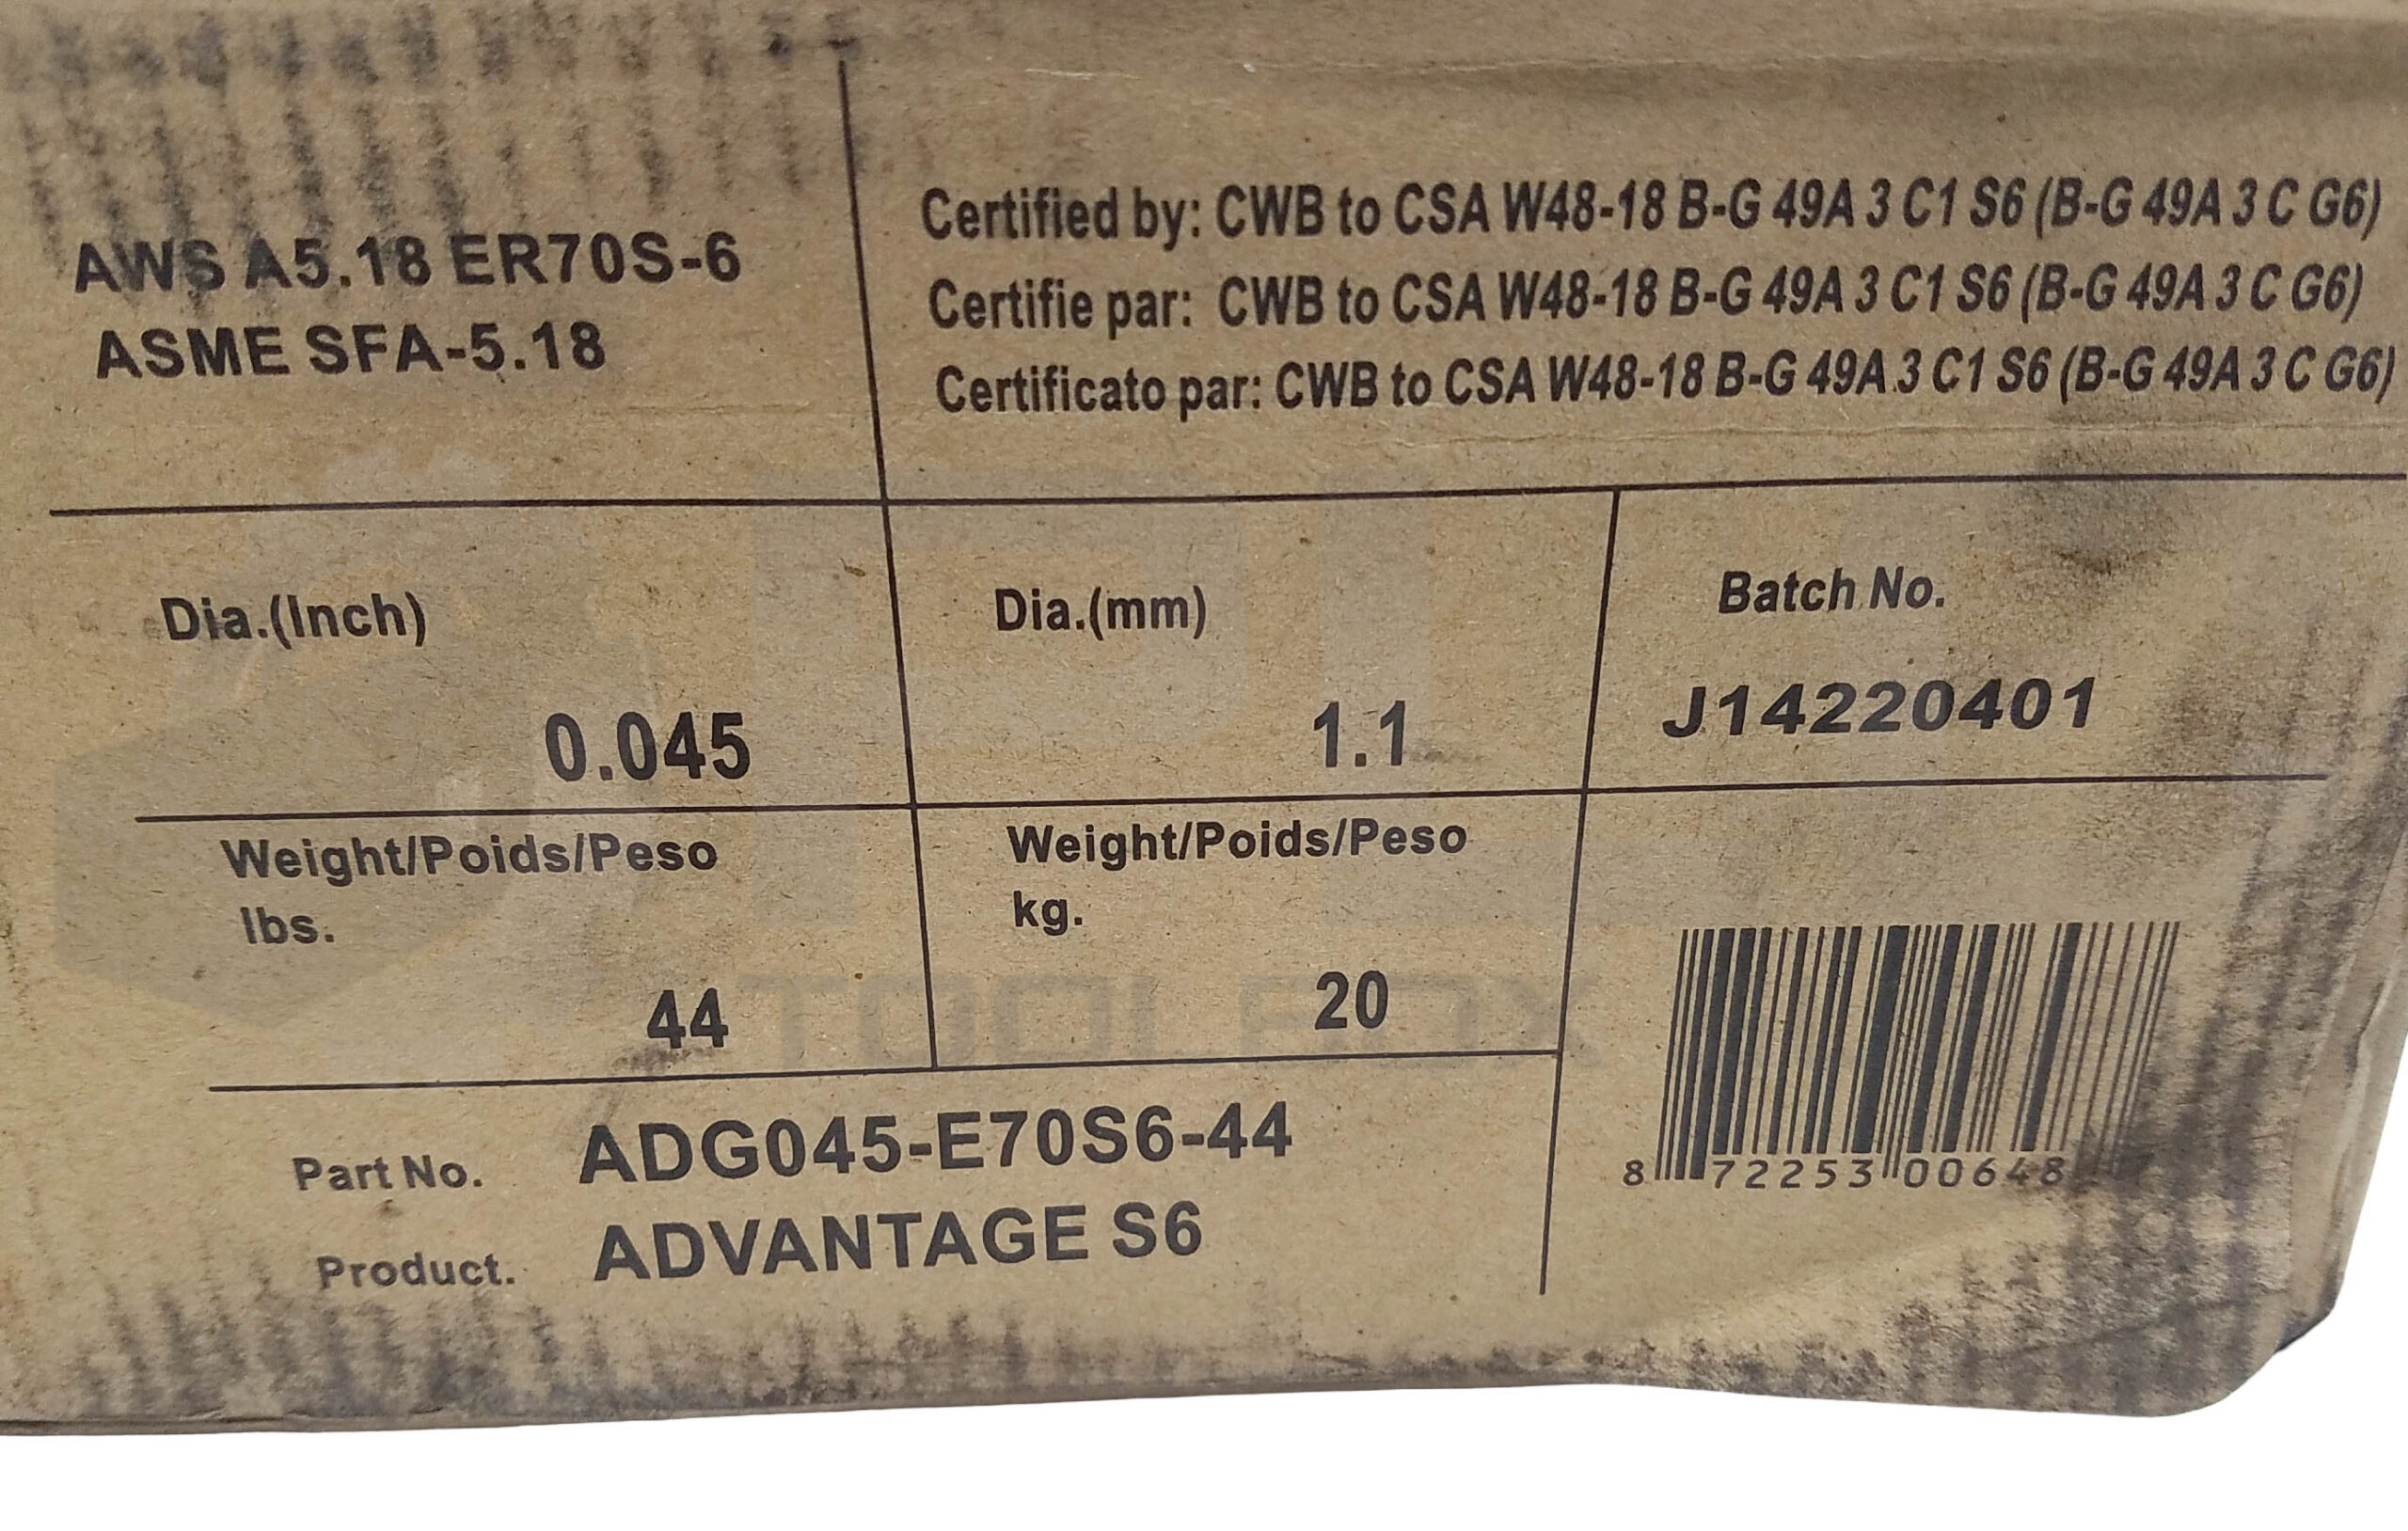 AWS A5.18 ER70S-6
ASME SFA-5.18
Certified by: CWB to CSA W48-18 B-G 49A 3 C1 S6 (B-G 49A 3 C G6)
Certifie par: CWB to CSA W48-18 B-G 49A 3 C1 S6 (B-G 49A 3 C G6)
Certificato par: CWB to CSA W48-18 B-G 49A 3 C1 S6 (B-G 49A 3 C G6)
Dia.(Inch)
0.045
Dia.(mm)
1.1
Batch No.
J14220401
Weight/Poids/Peso
lbs.
44
Weight/Poids/Peso
kg.
20
Part No. ADG045-E70S6-44
Product. ADVANTAGE S6
8 72253 00648
TOOLBOX